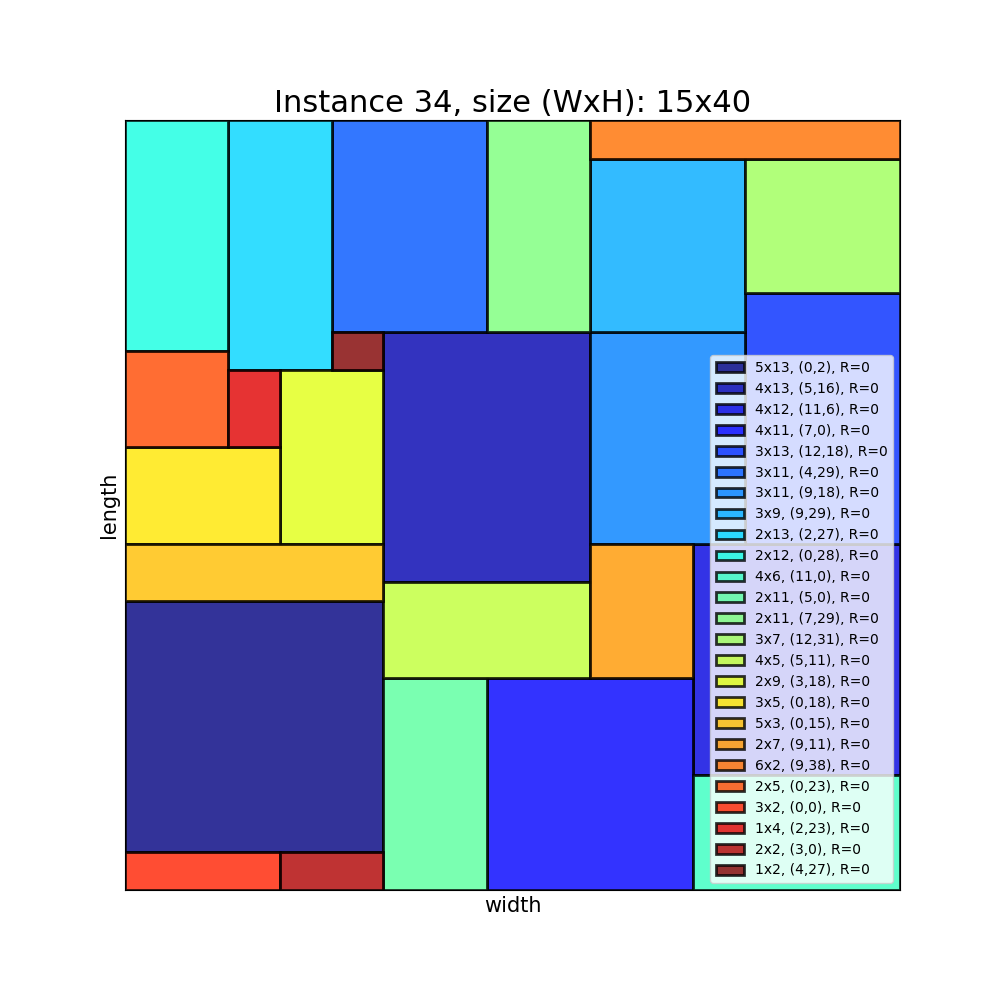 Instance 34, size (WxH): 15x40
length
5x13, (0,2), R=0
4x13, (5,16), R=0
4x12, (11,6), R=0
4x11, (7,0), R=0
3x13, (12,18), R=0
3x11, (4,29), R=0
3x11, (9,18), R=0
3x9, (9,29), R=0
2x13, (2,27), R=0
2x12, (0,28), R=0
4x6, (11,0), R=0
2x11, (5,0), R=0
2x11, (7,29), R=0
3x7, (12,31), R=0
4x5, (5,11), R=0
2x9, (3,18), R=0
3x5, (0,18), R=0
5x3, (0,15), R=0
2x7, (9,11), R=0
6x2, (9,38), R=0
2x5, (0,23), R=0
3x2, (0,0), R=0
1x4, (2,23), R=0
2x2, (3,0), R=0
1x2, (4,27), R=0
width